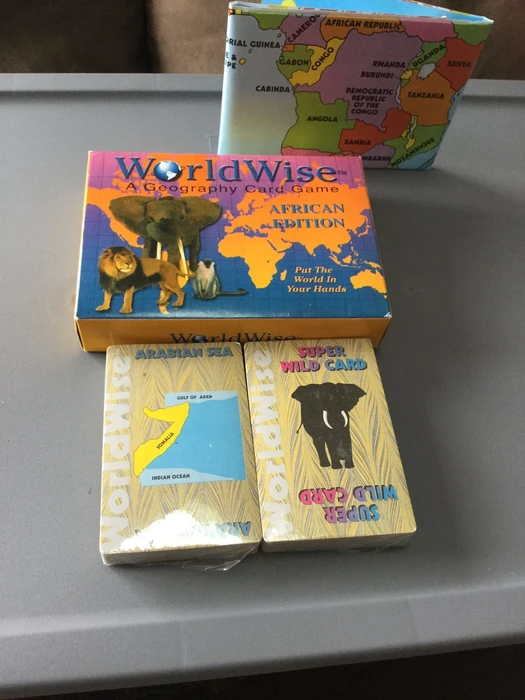 CAMEROON
AFRICAN REPUBLIC
RIAL GUINEA
GABON
CONGO
UGANDA
KENYA
RWANDA
BURUNDI
CABINDA
DEMOCRATIC
REPUBLIC
OF THE
CONGO
TANZANIA
ANGOLA
ZAMBIA
MOZAMBIQUE
WorldWise™
A Geography Card Game
AFRICAN
EDITION
Put The
World In
Your Hands
WorldWise
WorldWise
ARABIAN SEA
GULF OF ADEN
SOMALIA
INDIAN OCEAN
WorldWise
SUPER
WILD CARD
SUPER
WILD CARD